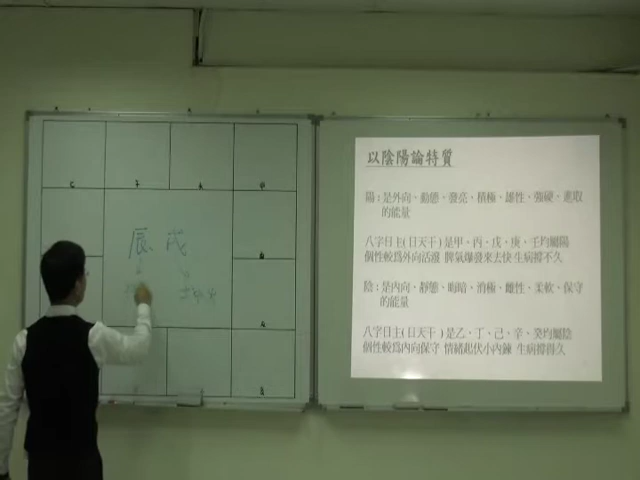 辰 戌
以陰陽論特質
陽：是外向、動態、發亮、積極、雄性、強硬、進取
的能量
八字日主(日天干)是甲、丙、戊、庚、壬均屬陽
個性較為外向活潑 脾氣爆發來去快 生病撐不久
陰：是內向、靜態、晦暗、消極、雌性、柔軟、保守
的能量
八字日主(日天干)是乙、丁、己、辛、癸均屬陰
個性較為內向保守 情緒起伏小內鍊 生病撐得久